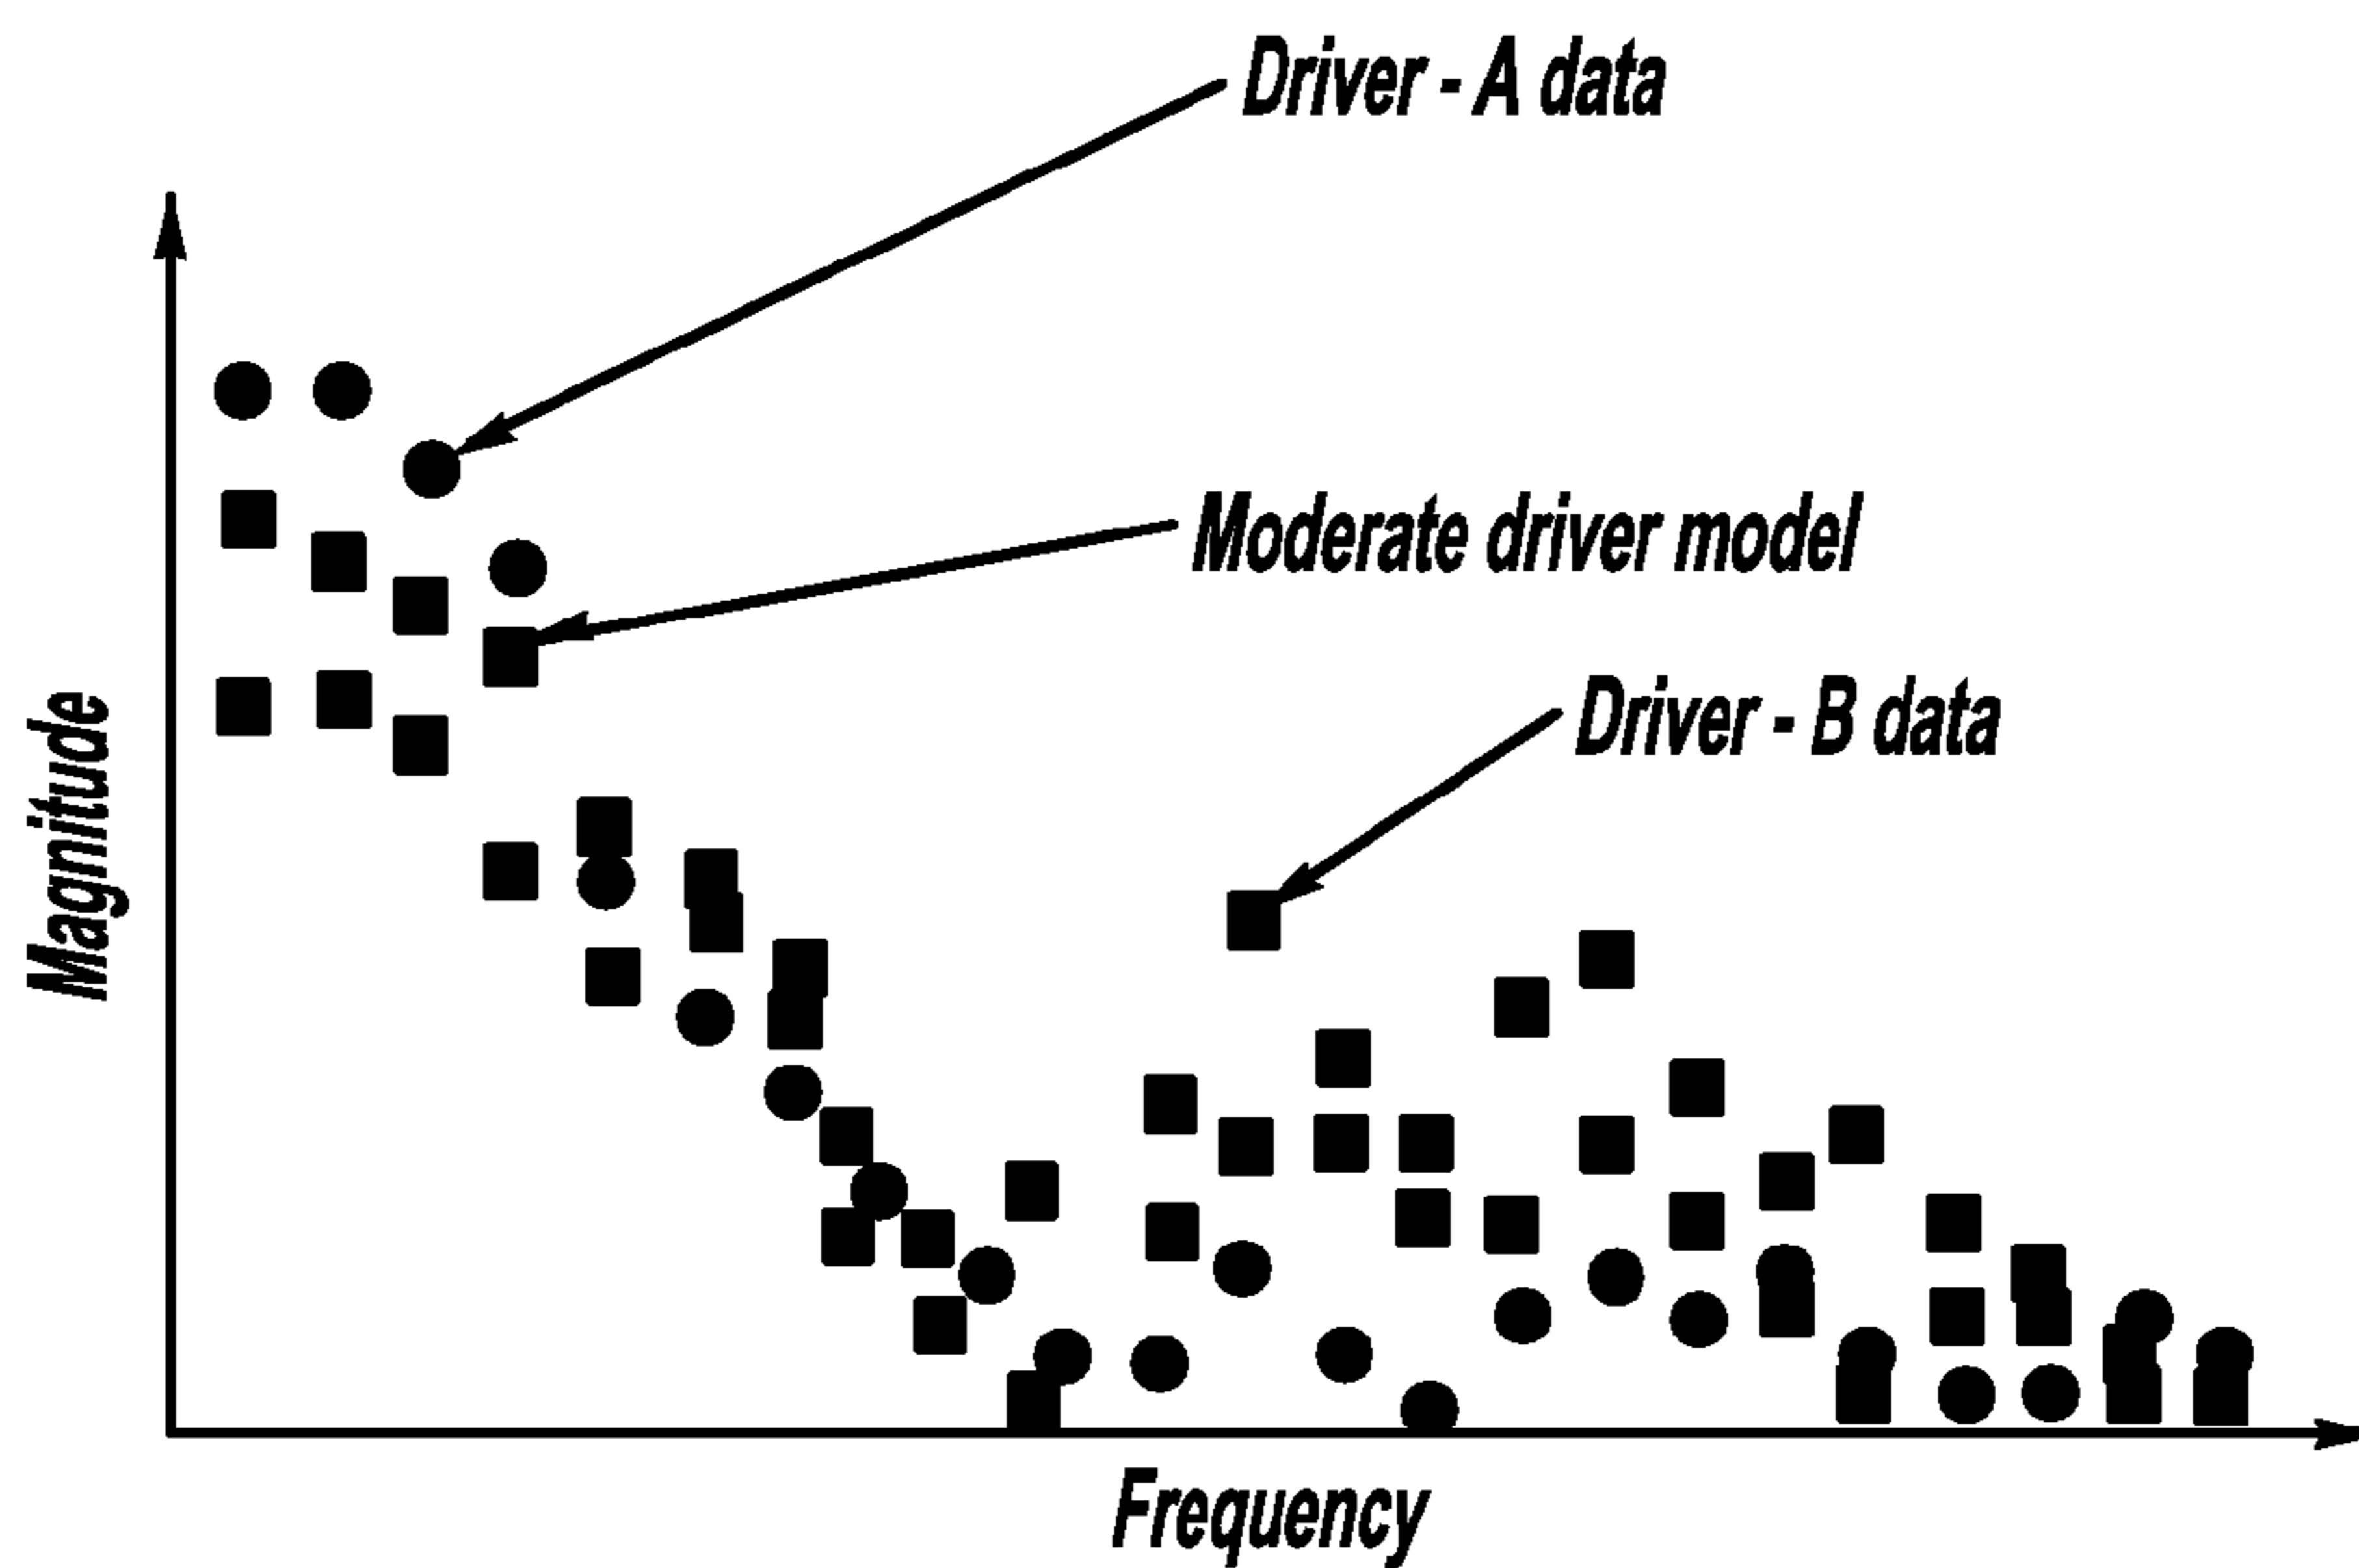 Driver - A data
Moderate driver model
Driver - B data
Magnitude
Frequency